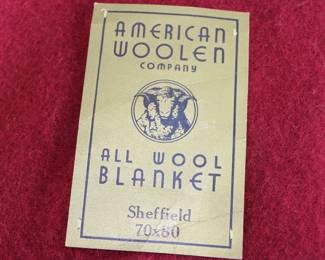 AMERICAN
WOOLEN
COMPANY
ALL WOOL
BLANKET
Sheffield
70x80